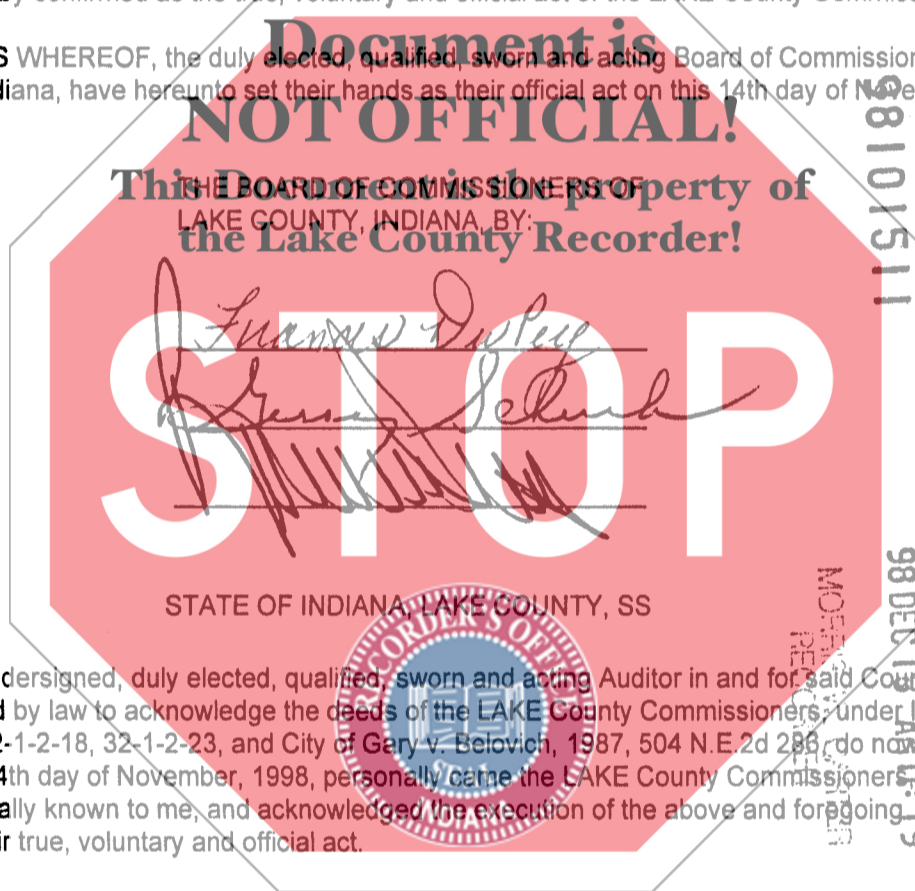 WHEREOF, the duly elected, qualified, sworn and acting Board of Commission
diana, have hereunto set their hands as their official act on this 14th day of Nove
Document is
NOT OFFICIAL!
This Document is the property of
the Lake County Recorder!
THE BOARD OF COMMISSIONERS OF
LAKE COUNTY, INDIANA, BY:
98101511
STOP
STATE OF INDIANA, LAKE COUNTY, SS
RECORDER'S OFFICE
SEAL
INDIANA
98 DEC
dersigned, duly elected, qualified, sworn and acting Auditor in and for said Coun
d by law to acknowledge the deeds of the LAKE County Commissioners, under
-1-2-18, 32-1-2-23, and City of Gary v. Belovich, 1987, 504 N.E.2d do
4th day of November, 1998, personally came the LAKE County Commissioners
ally known to me, and acknowledged the execution of the above and foregoing
ir true, voluntary and official act.